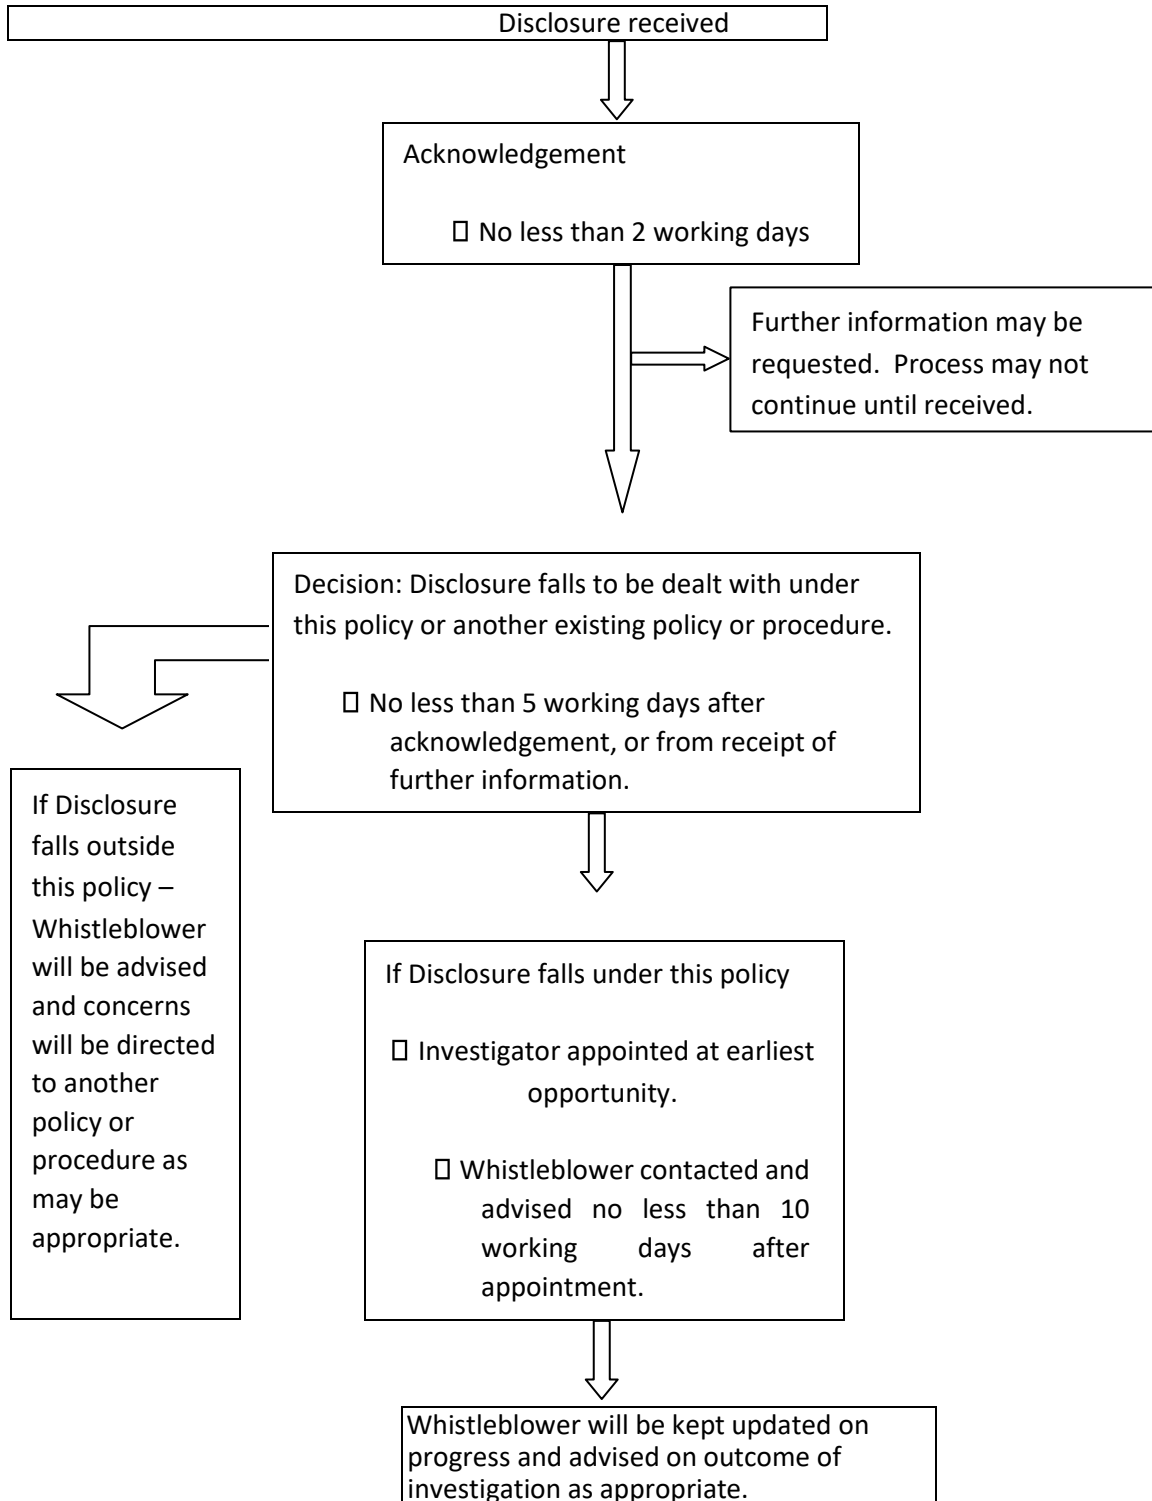 Disclosure received
Acknowledgement
No less than 2 working days
Further information may be
requested. Process may not
continue until received.
Decision: Disclosure falls to be dealt with under
this policy or another existing policy or procedure.
No less than 5 working days after
acknowledgement, or from receipt of
further information.
If Disclosure
falls outside
this policy –
Whistleblower
will be advised
and concerns
will be directed
to another
policy or
procedure as
may be
appropriate.
If Disclosure falls under this policy
Investigator appointed at earliest
opportunity.
Whistleblower contacted and
advised no less than 10
working days after
appointment.
Whistleblower will be kept updated on
progress and advised on outcome of
investigation as appropriate.